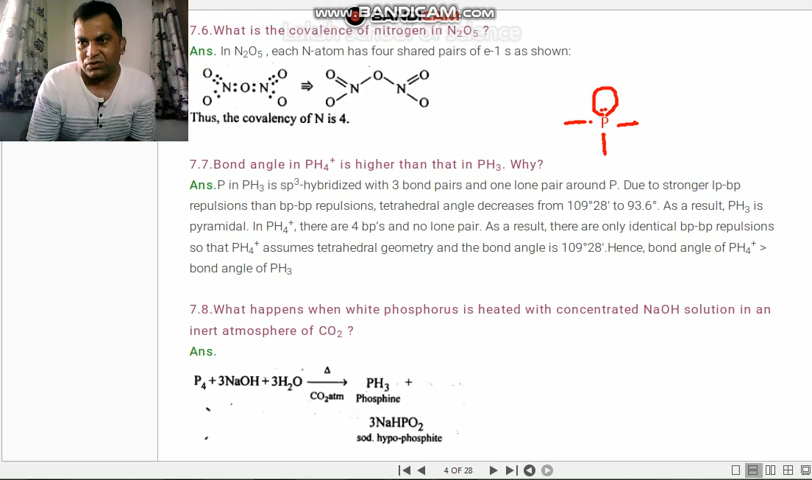 WWW.BANDICAM.COM
7.6.What is the covalence of nitrogen in N₂O₅ ?
Ans. In N₂O₅ , each N-atom has four shared pairs of e-1 s as shown:
O O O O O
N:O:N ⇒ N N
O O O O
Thus, the covalency of N is 4.
P
7.7.Bond angle in PH₄⁺ is higher than that in PH₃. Why?
Ans.P in PH₃ is sp³-hybridized with 3 bond pairs and one lone pair around P. Due to stronger lp-bp
repulsions than bp-bp repulsions, tetrahedral angle decreases from 109°28' to 93.6°. As a result, PH₃ is
pyramidal. In PH₄⁺, there are 4 bp's and no lone pair. As a result, there are only identical bp-bp repulsions
so that PH₄⁺ assumes tetrahedral geometry and the bond angle is 109°28'.Hence, bond angle of PH₄⁺ >
bond angle of PH₃
7.8.What happens when white phosphorus is heated with concentrated NaOH solution in an
inert atmosphere of CO₂ ?
Ans.
Δ
P₄ + 3NaOH + 3H₂O ⟶ PH₃ +
CO₂atm Phosphine
3NaHPO₂
sod. hypo-phosphite
4 OF 28